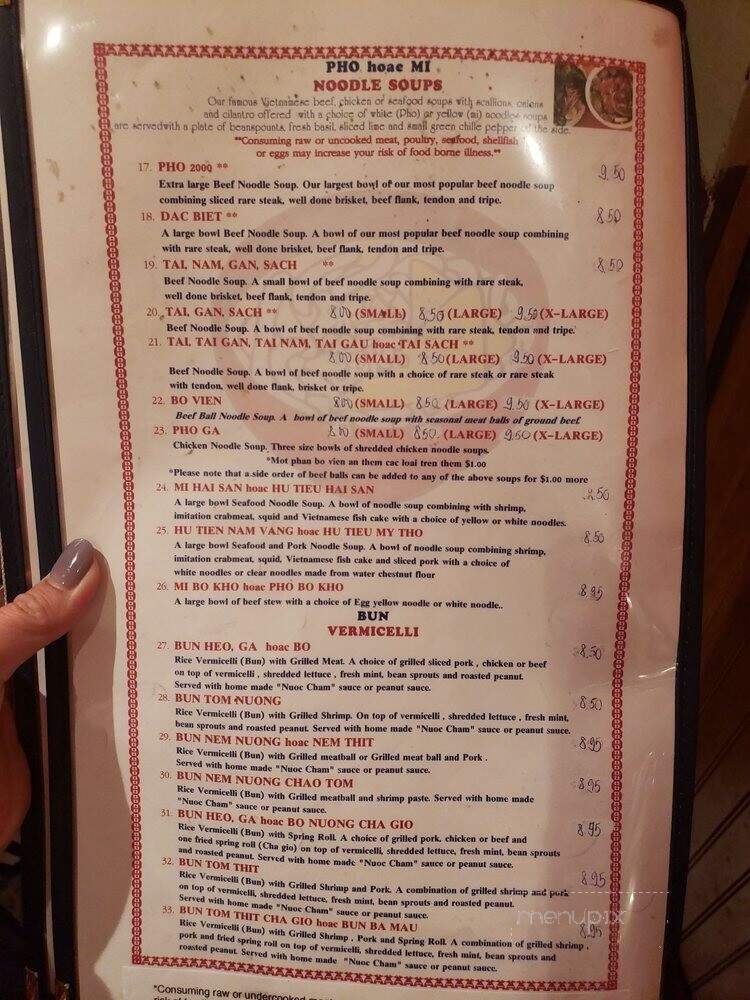 PHO hoac MI
NOODLE SOUPS
Our famous Vietnamese beef, chicken or seafood soups with scallions, onions
and cilantro offered with a choice of white (Pho) or yellow (mi) noodles soups
are servedwith a plate of beanspounts, fresh basil, sliced lime and small green chille pepper on the side.
**Consuming raw or uncooked meat, poultry, seafood, shellfish
or eggs may increase your risk of food borne illness.**
17. PHO 2000 ** 9.50
Extra large Beef Noodle Soup. Our largest bowl of our most popular beef noodle soup
combining sliced rare steak, well done brisket, beef flank, tendon and tripe.
18. DAC BIET ** 8.50
A large bowl Beef Noodle Soup. A bowl of our most popular beef noodle soup combining
with rare steak, well done brisket, beef flank, tendon and tripe.
19. TAI, NAM, GAN, SACH ** 8.50
Beef Noodle Soup. A small bowl of beef noodle soup combining with rare steak,
well done brisket, beef flank, tendon and tripe.
20. TAI, GAN, SACH ** 8.00 (SMALL) 8.50 (LARGE) 9.50 (X-LARGE)
Beef Noodle Soup. A bowl of beef noodle soup combining with rare steak, tendon and tripe.
21. TAI, TAI GAN, TAI NAM, TAI GAU hoac TAI SACH **
8.00 (SMALL) 8.50 (LARGE) 9.50 (X-LARGE)
Beef Noodle Soup. A bowl of beef noodle soup with a choice of rare steak or rare steak
with tendon, well done flank, brisket or tripe.
22. BO VIEN 8.00 (SMALL) 8.50 (LARGE) 9.50 (X-LARGE)
Beef Ball Noodle Soup. A bowl of beef noodle soup with seasonal meat balls of ground beef.
23. PHO GA 8.00 (SMALL) 8.50. (LARGE) 9.50 (X-LARGE)
Chicken Noodle Soup. Three size bowls of shredded chicken noodle soups.
*Mot phan bo vien an them cac loai tren them $1.00
*Please note that a side order of beef balls can be added to any of the above soups for $1.00 more
24. MI HAI SAN hoac HU TIEU HAI SAN
A large bowl Seafood Noodle Soup. A bowl of noodle soup combining with shrimp,
imitation crabmeat, squid and Vietnamese fish cake with a choice of yellow or white noodles.
25. HU TIEN NAM VANG hoac HU TIEU MY THO 8.50
A large bowl Seafood and Pork Noodle Soup. A bowl of noodle soup combining shrimp,
imitation crabmeat, squid, Vietnamese fish cake and sliced pork with a choice of
white noodles or clear noodles made from water chestnut flour
26. MI BO KHO hoac PHO BO KHO 8.95
A large bowl of beef stew with a choice of Egg yellow noodle or white noodle..
BUN
VERMICELLI
27. BUN HEO, GA hoac BO 8.50
Rice Vermicelli (Bun) with Grilled Meat. A choice of grilled sliced pork , chicken or beef
on top of vermicelli , shredded lettuce , fresh mint, bean sprouts and roasted peanut.
Served with home made "Nuoc Cham" sauce or peanut sauce.
28. BUN TOM NUONG 8.50
Rice Vermicelli (Bun) with Grilled Shrimp. On top of vermicelli , shredded lettuce , fresh mint,
bean sprouts and roasted peanut. Served with home made "Nuoc Cham" sauce or peanut sauce.
29. BUN NEM NUONG hoac NEM THIT 8.95
Rice Vermicelli (Bun) with Grilled meatball or Grilled meat ball and Pork .
Served with home made "Nuoc Cham" sauce or peanut sauce.
30. BUN NEM NUONG CHAO TOM 8.95
Rice Vermicelli (Bun) with Grilled meatball and shrimp paste. Served with home made
"Nuoc Cham" sauce or peanut sauce.
31. BUN HEO, GA hoac BO NUONG CHA GIO 8.95
Rice Vermicelli (Bun) with Spring Roll. A choice of grilled pork, chicken or beef and
one fried spring roll (Cha gio) on top of vermicelli, shredded lettuce, fresh mint, bean sprouts
and roasted peanut. Served with home made "Nuoc Cham" sauce or peanut sauce.
32. BUN TOM THIT 8.95
Rice Vermicelli (Bun) with Grilled Shrimp and Pork. A combination of grilled shrimp and pork
on top of vermicelli, shredded lettuce, fresh mint, bean sprouts and roasted peanut.
Served with home made "Nuoc Cham" sauce or peanut sauce.
33. BUN TOM THIT CHA GIO hoac BUN BA MAU 8.95
Rice Vermicelli (Bun) with Grilled Shrimp , Pork and Spring Roll. A combination of grilled shrimp ,
pork and fried spring roll on top of vermicelli, shredded lettuce, fresh mint, bean sprouts and
roasted peanut. Served with home made "Nuoc Cham" sauce or peanut sauce.
menupix
*Consuming raw or undercooked